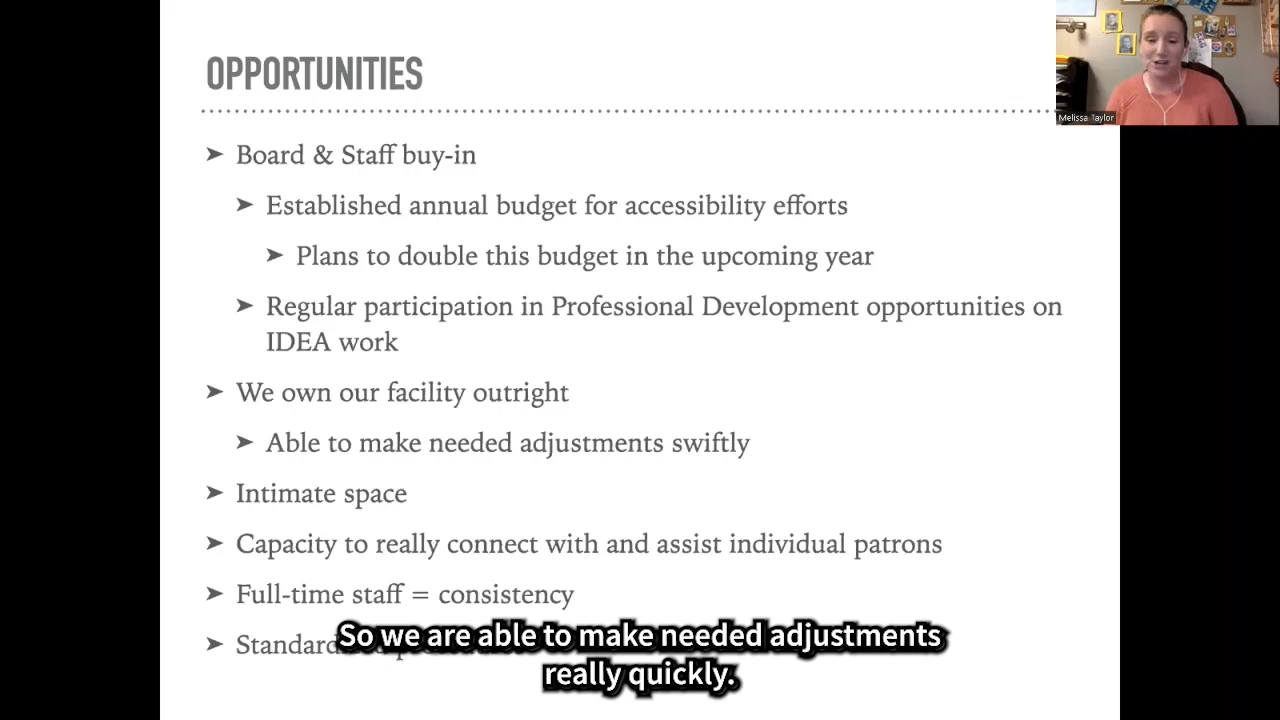 OPPORTUNITIES
Melissa Taylor
➤ Board & Staff buy-in
➤ Established annual budget for accessibility efforts
➤ Plans to double this budget in the upcoming year
➤ Regular participation in Professional Development opportunities on
IDEA work
➤ We own our facility outright
➤ Able to make needed adjustments swiftly
➤ Intimate space
➤ Capacity to really connect with and assist individual patrons
➤ Full-time staff = consistency
So we are able to make needed adjustments
really quickly.